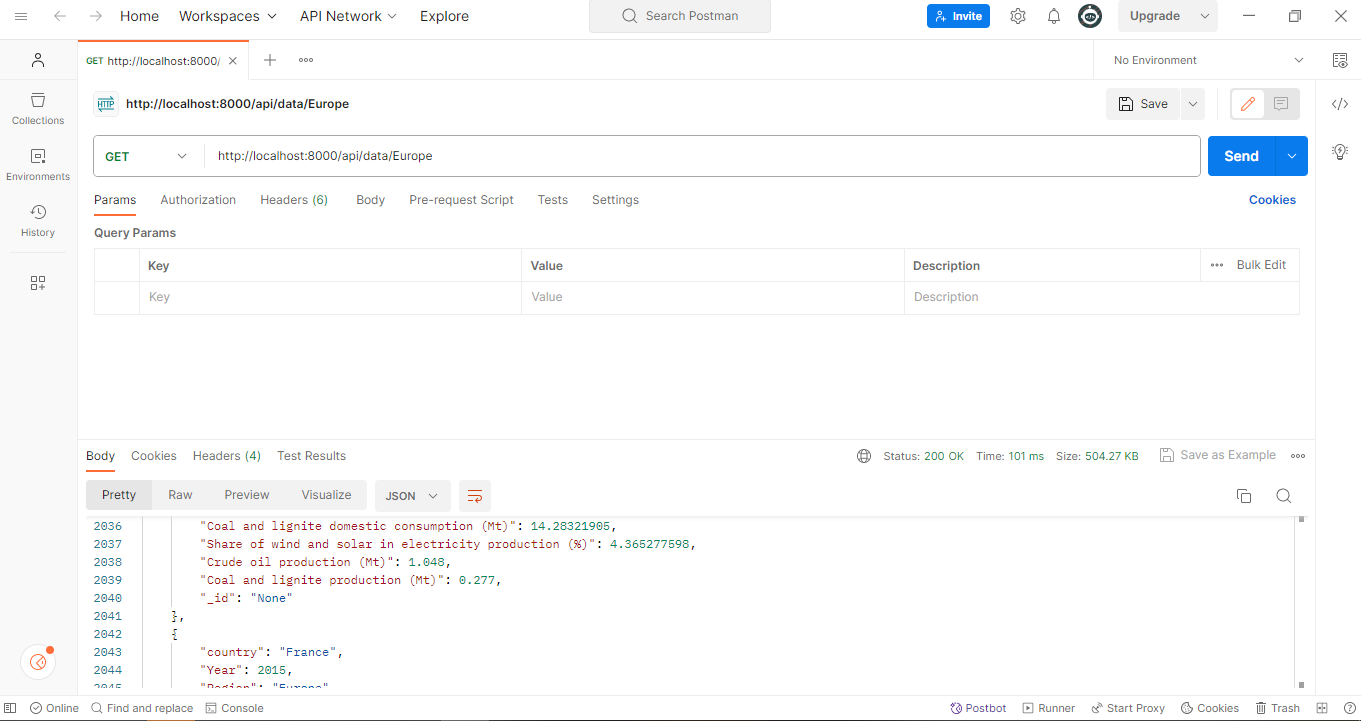 Home Workspaces API Network Explore Search Postman Invite Upgrade
GET http://localhost:8000/ No Environment
HTTP http://localhost:8000/api/data/Europe Save
Collections
Environments
History
GET http://localhost:8000/api/data/Europe Send
Params Authorization Headers (6) Body Pre-request Script Tests Settings Cookies
Query Params
Key Value Description Bulk Edit
Key Value Description
Body Cookies Headers (4) Test Results Status: 200 OK Time: 101 ms Size: 504.27 KB Save as Example
Pretty Raw Preview Visualize JSON
2036 "Coal and lignite domestic consumption (Mt)": 14.28321905,
2037 "Share of wind and solar in electricity production (%)": 4.365277598,
2038 "Crude oil production (Mt)": 1.048,
2039 "Coal and lignite production (Mt)": 0.277,
2040 "_id": "None"
2041 },
2042 {
2043 "country": "France",
2044 "Year": 2015,
2045 "Region": "Europe"
Online Find and replace Console Postbot Runner Start Proxy Cookies Trash